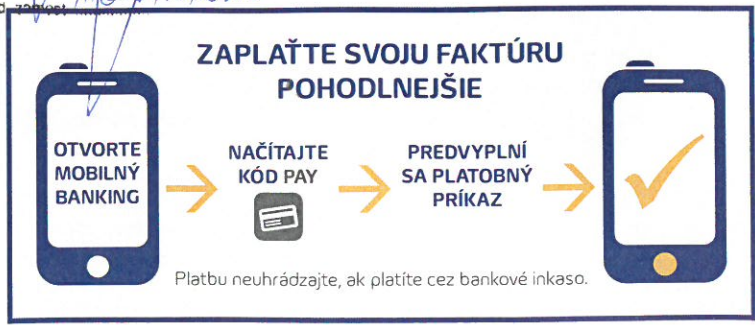 ZAPLAŤTE SVOJU FAKTÚRU
POHODLNEJŠIE
OTVORTE
MOBILNÝ
BANKING
NAČÍTAJTE
KÓD PAY
PREDVYPLNÍ
SA PLATOBNÝ
PRÍKAZ
Platbu neuhrádzajte, ak platíte cez bankové inkaso.